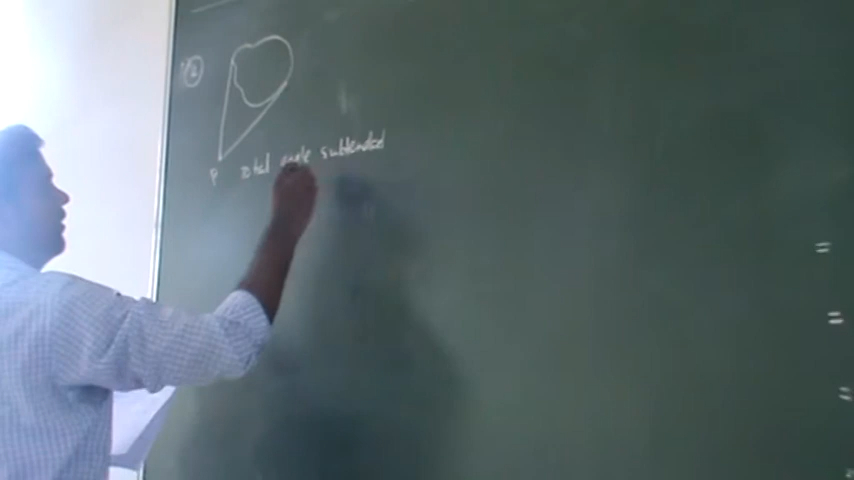 P total angle subtended
=
=
=
=